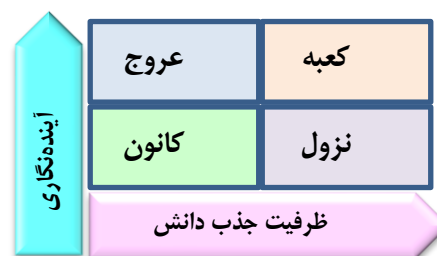 کعبه
عروج
نزول
کانون
آینده‌نگاری
ظرفیت جذب دانش